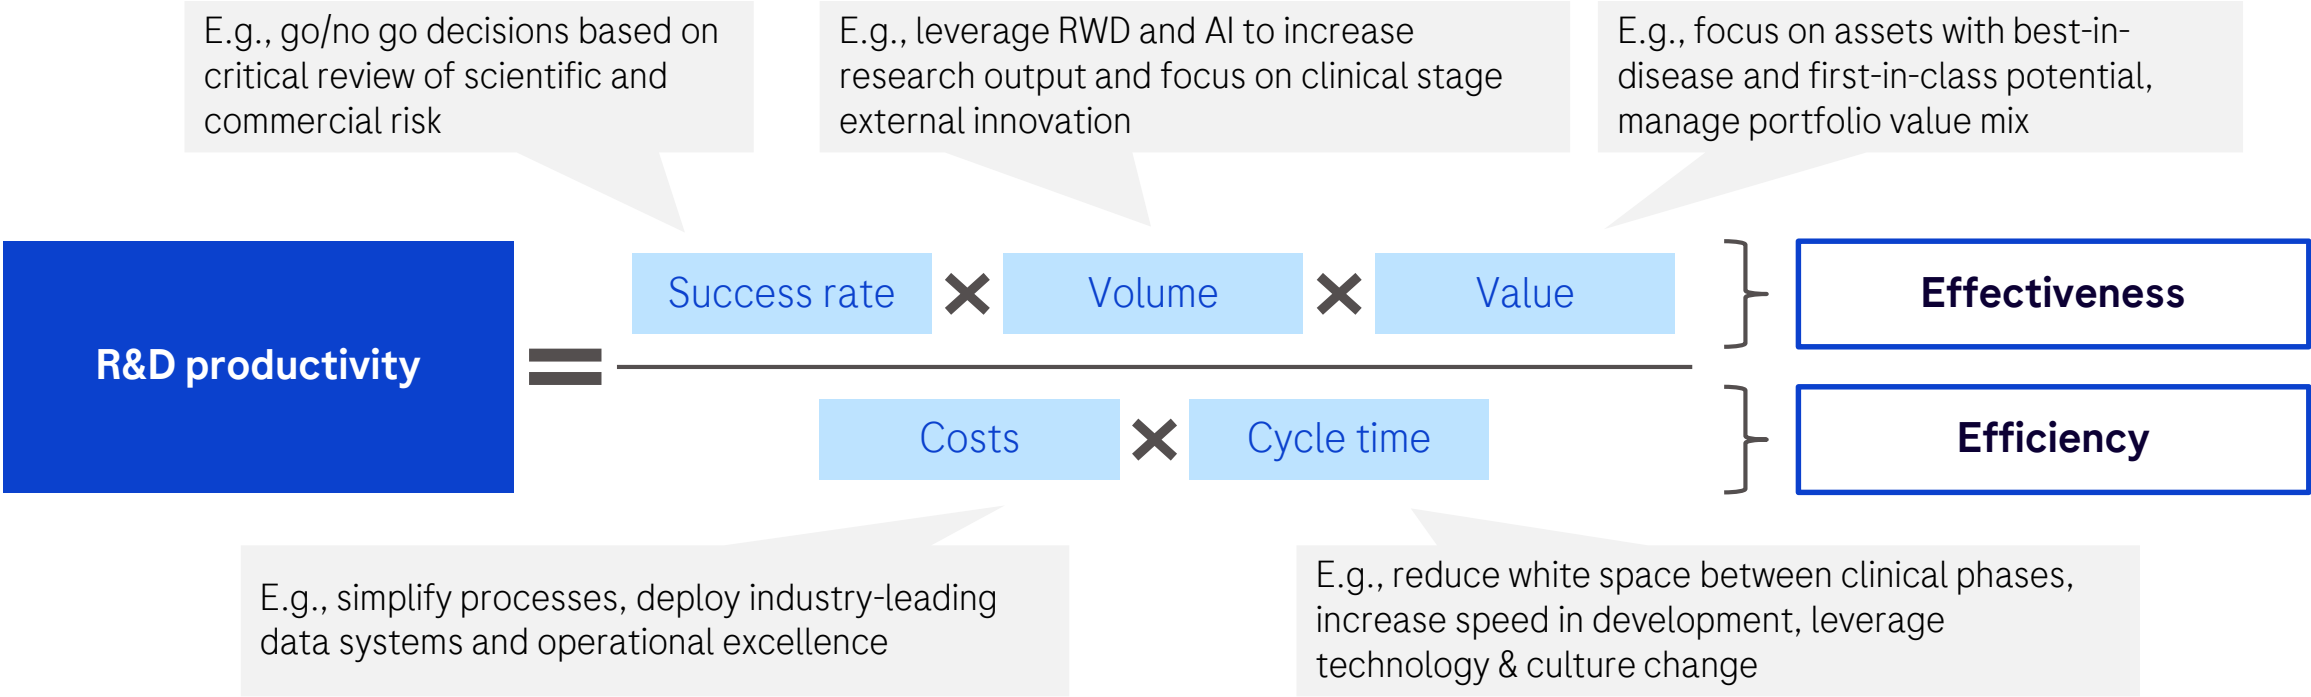 E.g., go/no go decisions based on
critical review of scientific and
commercial risk
E.g., leverage RWD and AI to increase
research output and focus on clinical stage
external innovation
E.g., focus on assets with best-in-
disease and first-in-class potential,
manage portfolio value mix
R&D productivity
=
Success rate
×
Volume
×
Value
Effectiveness
Costs
×
Cycle time
Efficiency
E.g., simplify processes, deploy industry-leading
data systems and operational excellence
E.g., reduce white space between clinical phases,
increase speed in development, leverage
technology & culture change